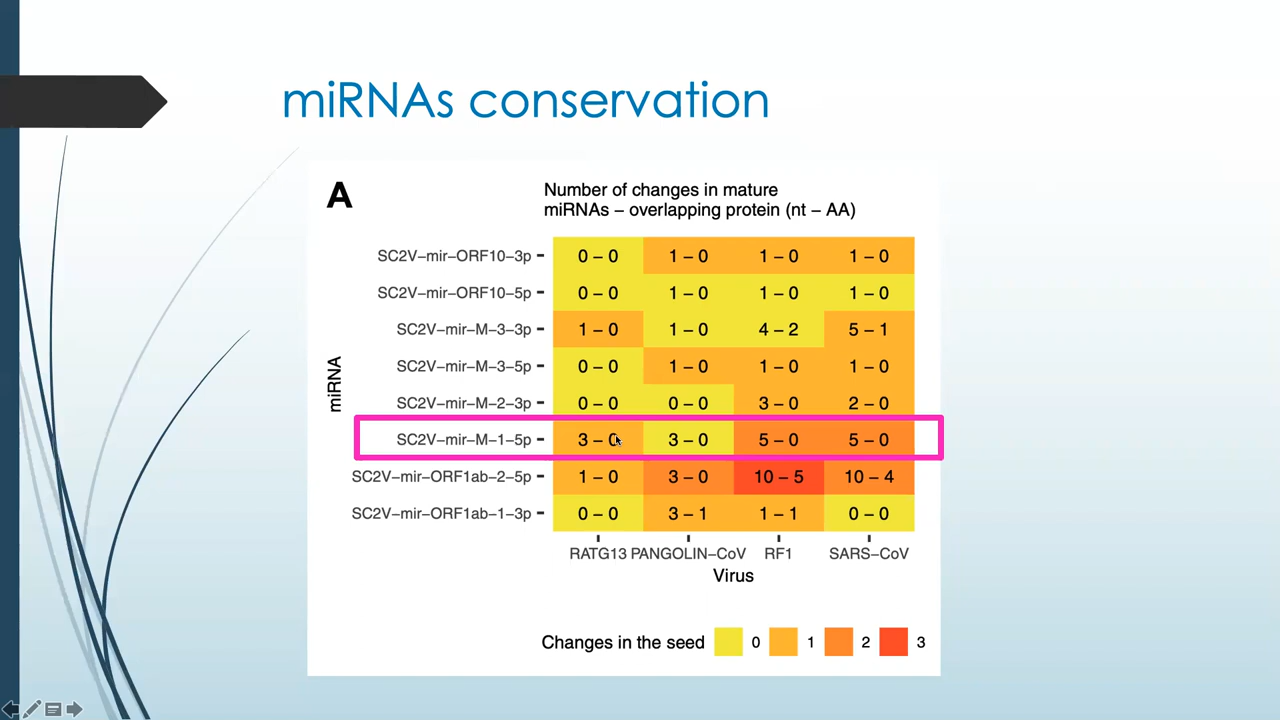 miRNAs conservation
A
Number of changes in mature
miRNAs – overlapping protein (nt – AA)
miRNA
SC2V−mir−ORF10−3p 0 – 0 1 – 0 1 – 0 1 – 0
SC2V−mir−ORF10−5p 0 – 0 1 – 0 1 – 0 1 – 0
SC2V−mir−M−3−3p 1 – 0 1 – 0 4 – 2 5 – 1
SC2V−mir−M−3−5p 0 – 0 1 – 0 1 – 0 1 – 0
SC2V−mir−M−2−3p 0 – 0 0 – 0 3 – 0 2 – 0
SC2V−mir−M−1−5p 3 – 0 3 – 0 5 – 0 5 – 0
SC2V−mir−ORF1ab−2−5p 1 – 0 3 – 0 10 – 5 10 – 4
SC2V−mir−ORF1ab−1−3p 0 – 0 3 – 1 1 – 1 0 – 0
RATG13 PANGOLIN−CoV RF1 SARS−CoV
Virus
Changes in the seed 0 1 2 3